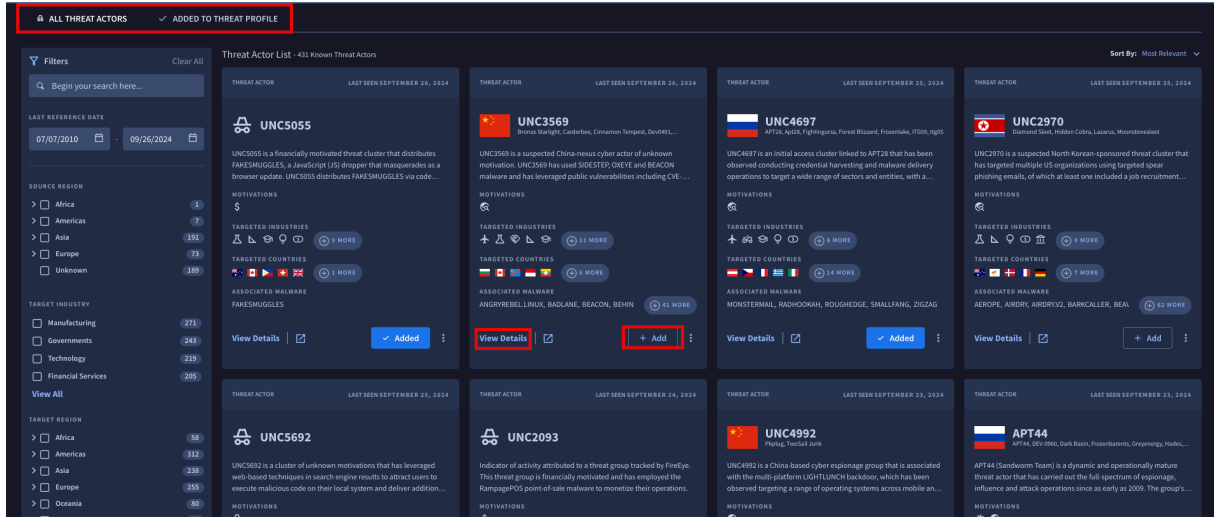 ALL THREAT ACTORS
ADDED TO THREAT PROFILE
Filters
Clear All
Begin your search here...
LAST REFERENCE DATE
07/07/2010 - 09/26/2024
SOURCE REGION
Africa 1
Americas 7
Asia 191
Europe 73
Unknown 189
TARGET INDUSTRY
Manufacturing 271
Governments 243
Technology 219
Financial Services 205
View All
TARGET REGION
Africa 58
Americas 312
Asia 238
Europe 255
Oceania 80
Threat Actor List - 431 Known Threat Actors
Sort By: Most Relevant
THREAT ACTOR LAST SEEN SEPTEMBER 26, 2024
UNC5055
UNC5055 is a financially motivated threat cluster that distributes
FAKESMUGGLES, a JavaScript (JS) dropper that masquerades as a
browser update. UNC5055 distributes FAKESMUGGLES via code...
MOTIVATIONS
$
TARGETED INDUSTRIES
9 MORE
TARGETED COUNTRIES
1 MORE
ASSOCIATED MALWARE
FAKESMUGGLES
View Details
Added
THREAT ACTOR LAST SEEN SEPTEMBER 26, 2024
UNC3569
Bronze Starlight, Carderbee, Cinnamon Tempest, Dev0401,...
UNC3569 is a suspected China-nexus cyber actor of unknown
motivation. UNC3569 has used SIDESTEP, OXEYE and BEACON
malware and has leveraged public vulnerabilities including CVE-...
MOTIVATIONS
TARGETED INDUSTRIES
11 MORE
TARGETED COUNTRIES
6 MORE
ASSOCIATED MALWARE
ANGRYREBEL.LINUX, BADLANE, BEACON, BEHIN
41 MORE
View Details
+ Add
THREAT ACTOR LAST SEEN SEPTEMBER 25, 2024
UNC4697
APT28, Apt28, Fightingursa, Forest Blizzard, Frozenlake, ITG05, Itg05
UNC4697 is an initial access cluster linked to APT28 that has been
observed conducting credential harvesting and malware delivery
operations to target a wide range of sectors and entities, with a...
MOTIVATIONS
TARGETED INDUSTRIES
8 MORE
TARGETED COUNTRIES
14 MORE
ASSOCIATED MALWARE
MONSTERMAIL, RADHOOKAH, ROUGHEDGE, SMALLFANG, ZIGZAG
View Details
Added
THREAT ACTOR LAST SEEN SEPTEMBER 25, 2024
UNC2970
Diamond Sleet, Hidden Cobra, Lazarus, Moonstonesleet
UNC2970 is a suspected North Korean-sponsored threat cluster that
has targeted multiple US organizations using targeted spear
phishing emails, of which at least one included a job recruitment...
MOTIVATIONS
TARGETED INDUSTRIES
9 MORE
TARGETED COUNTRIES
7 MORE
ASSOCIATED MALWARE
AEROPE, AIRDRY, AIRDRY.V2, BARKCALLER, BEA
62 MORE
View Details
+ Add
THREAT ACTOR LAST SEEN SEPTEMBER 25, 2024
UNC5692
UNC5692 is a cluster of unknown motivations that has leveraged
web-based techniques in search engine results to attract users to
execute malicious code on their local system and deliver addition...
MOTIVATIONS
THREAT ACTOR LAST SEEN SEPTEMBER 24, 2024
UNC2093
Indicator of activity attributed to a threat group tracked by FireEye.
This threat group is financially motivated and has employed the
RampagePOS point-of-sale malware to monetize their operations.
MOTIVATIONS
THREAT ACTOR LAST SEEN SEPTEMBER 23, 2024
UNC4992
Pkplug, TwoSail Junk
UNC4992 is a China-based cyber espionage group that is associated
with the multi-platform LIGHTLUNCH backdoor, which has been
observed targeting a range of operating systems across mobile an...
MOTIVATIONS
THREAT ACTOR LAST SEEN SEPTEMBER 23, 2024
APT44
APT44, DEV-0960, Dark Basin, Frozenbarents, Greyenergy, Hades,...
APT44 (Sandworm Team) is a dynamic and operationally mature
threat actor that has carried out the full-spectrum of espionage,
influence and attack operations since as early as 2009. The group's...
MOTIVATIONS